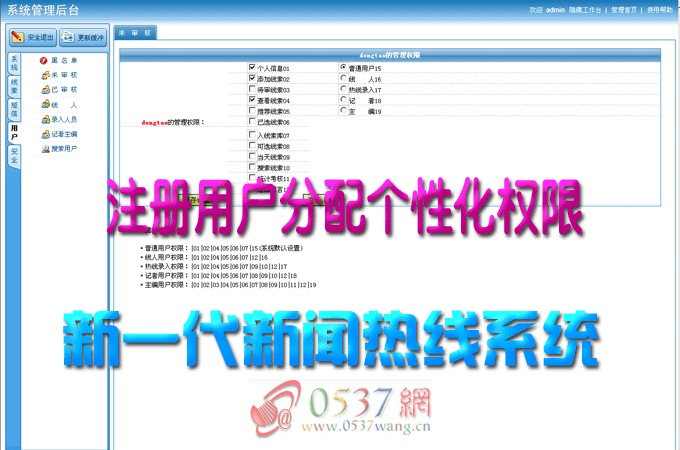 系统管理后台
欢迎 admin 隐藏工作台 | 管理首页 | 使用帮助
安全退出 更新缓冲
未 审 核
系统
线索
短信
用户
安全
黑 名 单
未 审 核
已 审 核
线 人
录入人员
记者主编
搜索用户
dongtao的管理权限
dongtao的管理权限：
个人信息01 普通用户15
添加线索02 线 人16
待审线索03 热线录入17
查看线索04 记 者18
推荐线索05 主 编19
已选线索06
入线索库07
可选线索08
当天线索09
搜索线索10
统计考核11
注册用户分配个性化权限
• 普通用户权限：|01|02|04|05|06|07|15(系统默认设置)
• 线人用户权限：|01|02|04|05|06|07|12|16
• 热线录入权限：|01|02|04|05|06|07|09|10|12|17
• 记者用户权限：|01|02|04|05|06|07|08|09|10|12|18
• 主编用户权限：|01|02|03|04|05|06|07|08|09|10|11|12|19
新一代新闻热线系统
0537網
www.0537wang.cn